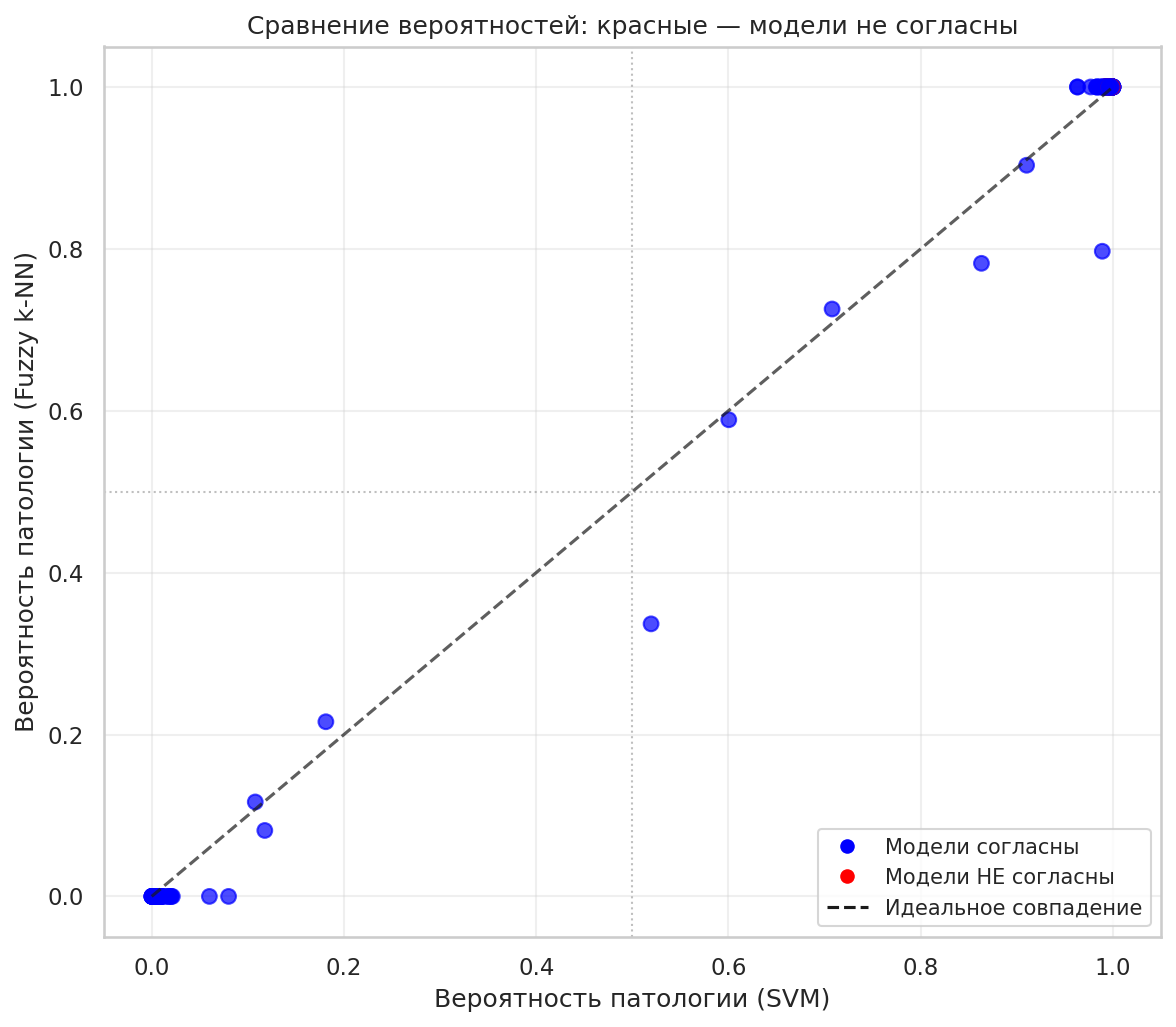 Сравнение вероятностей: красные — модели не согласны
Вероятность патологии (Fuzzy k-NN)
1.0
0.8
0.6
0.4
0.2
0.0
Модели согласны
Модели НЕ согласны
Идеальное совпадение
0.0 0.2 0.4 0.6 0.8 1.0
Вероятность патологии (SVM)